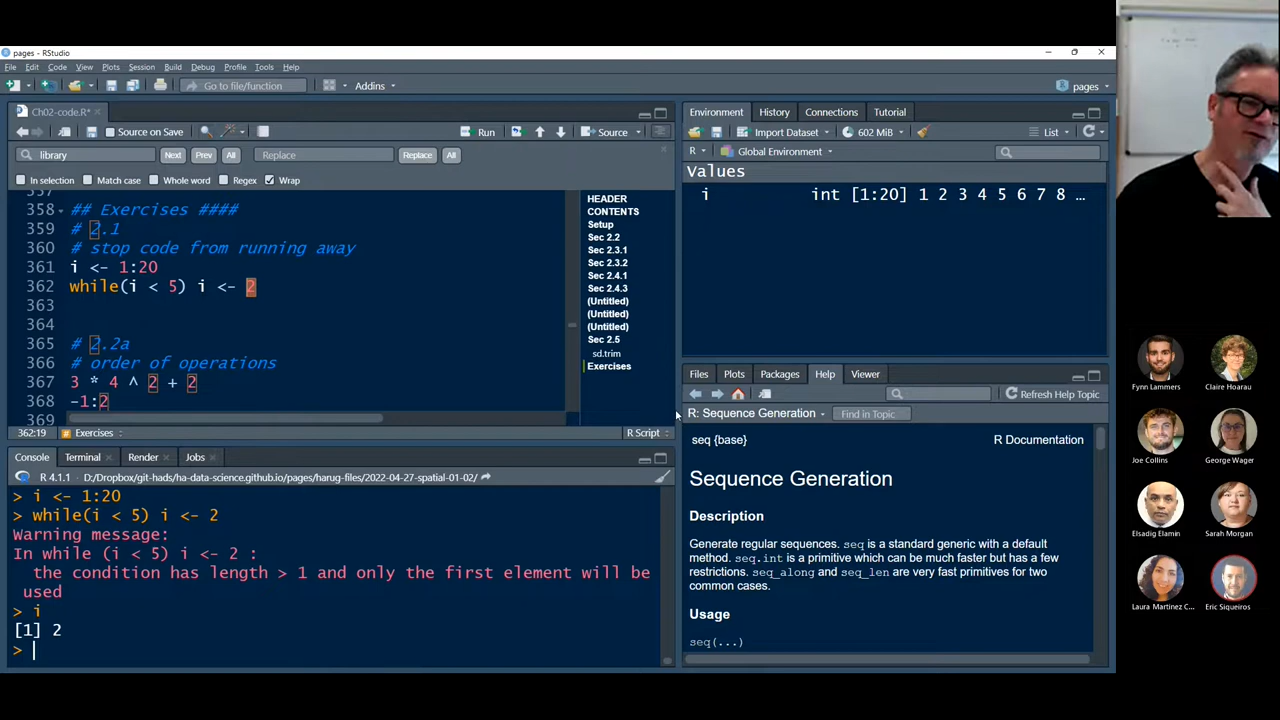 pages - RStudio
File Edit Code View Plots Session Build Debug Profile Tools Help
Go to file/function
Addins
pages
Ch02-code.R*
Source on Save
Run
Source
library
Next
Prev
All
Replace
Replace
All
In selection
Match case
Whole word
Regex
Wrap
357
358 ## Exercises ####
359 # 2.1
360 # stop code from running away
361 i <- 1:20
362 while(i < 5) i <- 2
363
364
365 # 2.2a
366 # order of operations
367 3 * 4 ^ 2 + 2
368 -1:2
369
HEADER
CONTENTS
Setup
Sec 2.2
Sec 2.3.1
Sec 2.3.2
Sec 2.4.1
Sec 2.4.3
(Untitled)
(Untitled)
(Untitled)
Sec 2.5
sd.trim
Exercises
362:19
Exercises
R Script
Console Terminal Render Jobs
R 4.1.1 · D:/Dropbox/git-hads/ha-data-science.github.io/pages/harug-files/2022-04-27-spatial-01-02/
> i <- 1:20
> while(i < 5) i <- 2
Warning message:
In while (i < 5) i <- 2 :
the condition has length > 1 and only the first element will be
used
> i
[1] 2
>
Environment History Connections Tutorial
Import Dataset
602 MiB
List
R
Global Environment
Values
i int [1:20] 1 2 3 4 5 6 7 8 ...
Files Plots Packages Help Viewer
Refresh Help Topic
R: Sequence Generation
Find in Topic
seq {base}
R Documentation
Sequence Generation
Description
Generate regular sequences. seq is a standard generic with a default
method. seq.int is a primitive which can be much faster but has a few
restrictions. seq_along and seq_len are very fast primitives for two
common cases.
Usage
seq(...)
Fynn Lammers
Claire Hoarau
Joe Collins
George Wager
Elsadig Elamin
Sarah Morgan
Laura Martinez C...
Eric Siqueiros